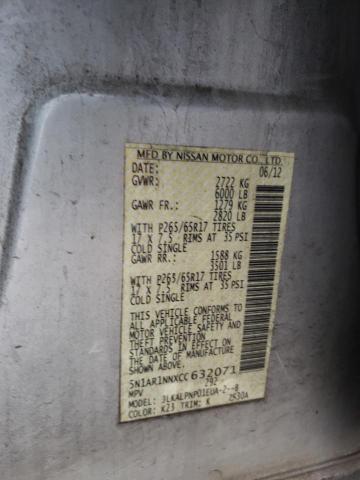 MFD BY NISSAN MOTOR CO., LTD.
DATE: 06/12
GVWR: 2722 KG
6000 LB
GAWR FR.: 1279 KG
2820 LB
WITH P265/65R17 TIRES
17 X 7.5 RIMS AT 35 PSI
COLD SINGLE
GAWR RR.: 1588 KG
3501 LB
WITH P265/65R17 TIRES
17 X 7.5 RIMS AT 35 PSI
COLD SINGLE
THIS VEHICLE CONFORMS TO
ALL APPLICABLE FEDERAL
MOTOR VEHICLE SAFETY AND
THEFT PREVENTION
STANDARDS IN EFFECT ON
THE DATE OF MANUFACTURE
SHOWN ABOVE.
5N1AR1NNXCC632071
MPV 292
MODEL: JLKALPNP01EUA-2--B
COLOR: K23 TRIM: K 2530A